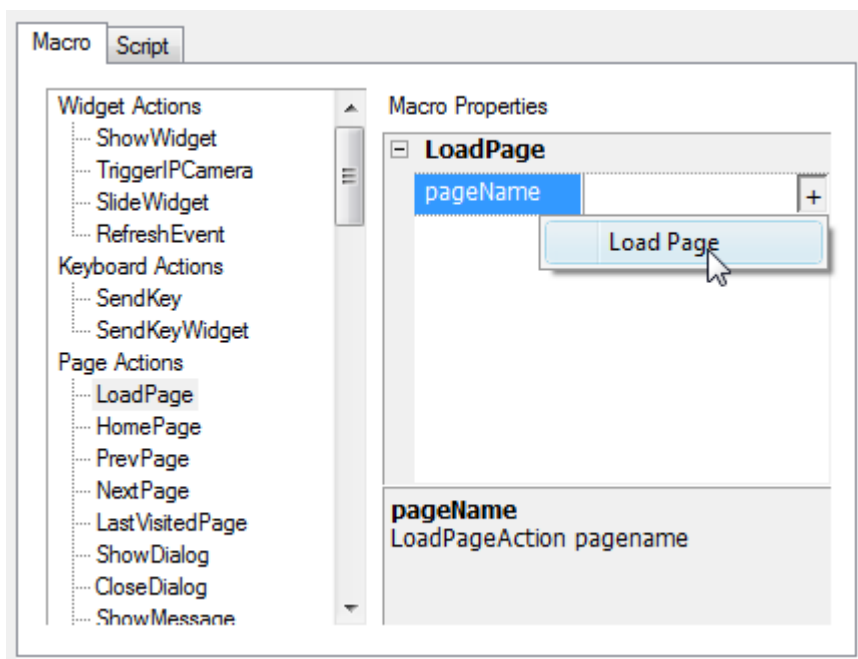 Macro Script
Widget Actions
ShowWidget
TriggerIPCamera
SlideWidget
RefreshEvent
Keyboard Actions
SendKey
SendKeyWidget
Page Actions
LoadPage
HomePage
PrevPage
NextPage
LastVisitedPage
ShowDialog
CloseDialog
ShowMessage
Macro Properties
LoadPage
pageName +
Load Page
pageName
LoadPageAction pagename